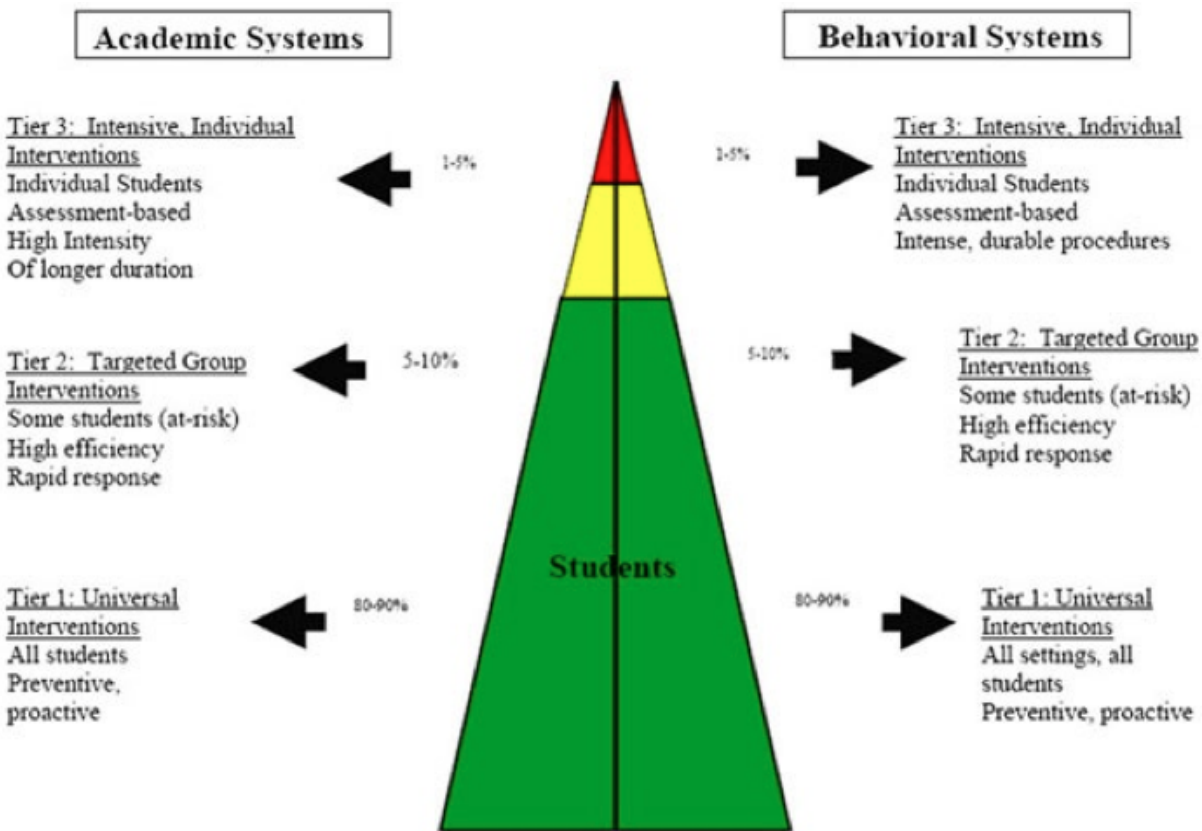 Academic Systems
Tier 3: Intensive, Individual
Interventions
Individual Students
Assessment-based
High Intensity
Of longer duration
1-5%
Tier 2: Targeted Group
Interventions
Some students (at-risk)
High efficiency
Rapid response
5-10%
Tier 1: Universal
Interventions
All students
Preventive,
proactive
80-90%
Students
Behavioral Systems
1-5%
Tier 3: Intensive, Individual
Interventions
Individual Students
Assessment-based
Intense, durable procedures
5-10%
Tier 2: Targeted Group
Interventions
Some students (at-risk)
High efficiency
Rapid response
80-90%
Tier 1: Universal
Interventions
All settings, all
students
Preventive, proactive